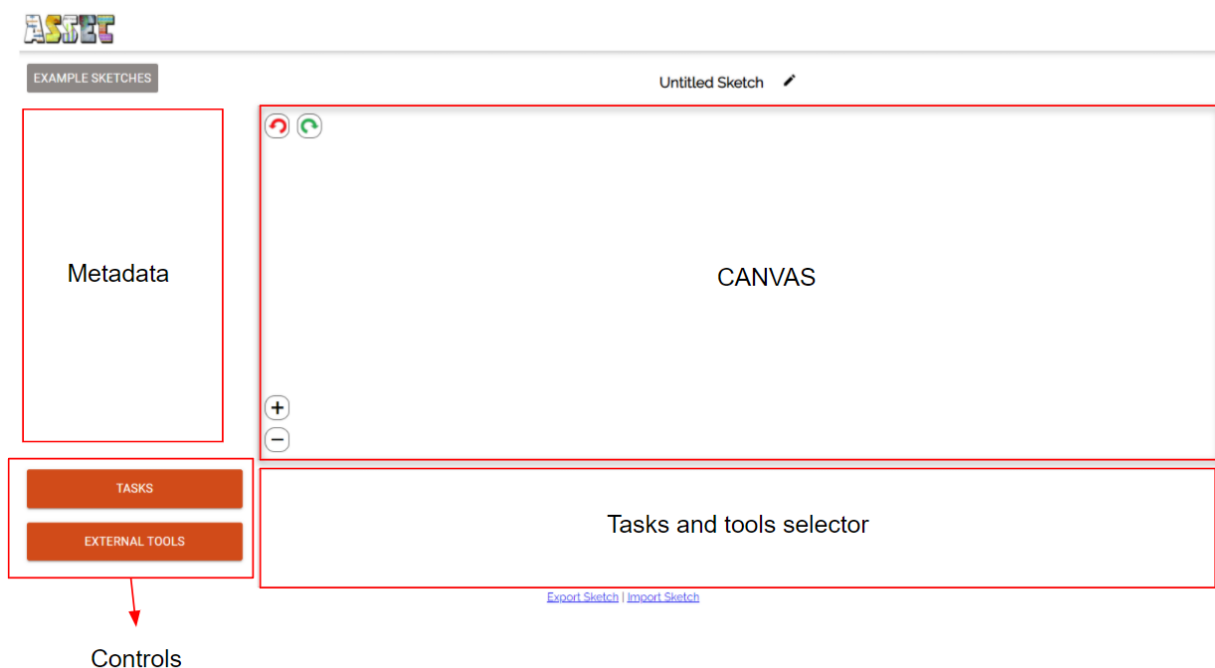 ASSET
EXAMPLE SKETCHES
Untitled Sketch
Metadata
CANVAS
TASKS
EXTERNAL TOOLS
Tasks and tools selector
Export Sketch | Import Sketch
Controls